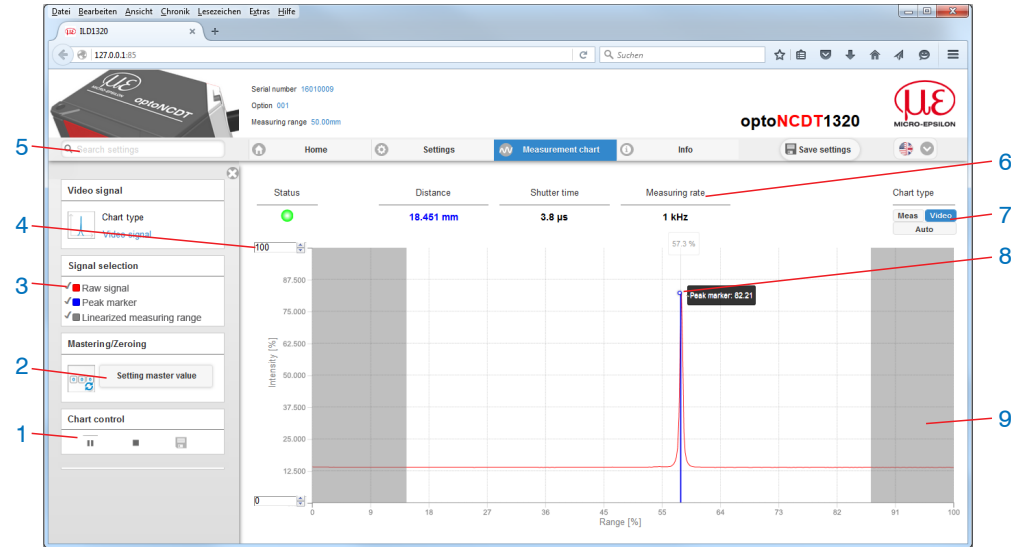 Datei Bearbeiten Ansicht Chronik Lesezeichen Extras Hilfe
ILD1320 × +
127.0.0.1:85 Suchen
Serial number 16010009
Option 001
Measuring range 50.00mm
optoNCDT
optoNCDT1320
MICRO-EPSILON
5 Search settings Home Settings Measurement chart Info Save settings
6
Video signal
Chart type
Video signal
Status Distance Shutter time Measuring rate Chart type
18.451 mm 3.8 µs 1 kHz Meas Video
Auto
7
4
100
57.3 %
8
Signal selection
3 Raw signal
Peak marker
Linearized measuring range
Peak marker: 82.21
Mastering/Zeroing
2 Setting master value
Chart control
1
9
87.500
75.000
62.500
50.000
37.500
25.000
12.500
0
Intensity [%]
0 9 18 27 36 45 55 64 73 82 91 100
Range [%]